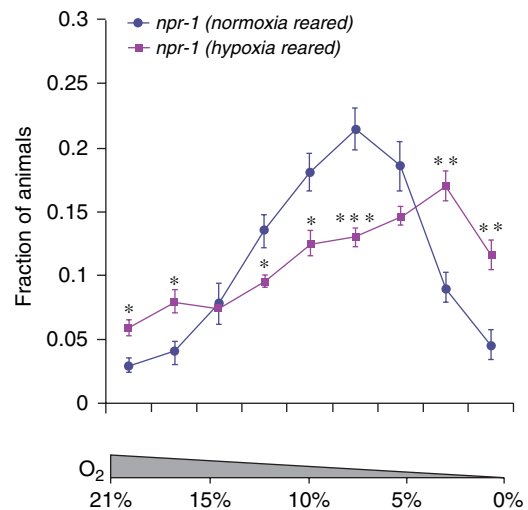 0.3
npr-1 (normoxia reared)
npr-1 (hypoxia reared)
0.25
0.2
0.15
0.1
0.05
0
Fraction of animals
*
*
*
*
***
**
**
O₂
21% 15% 10% 5% 0%